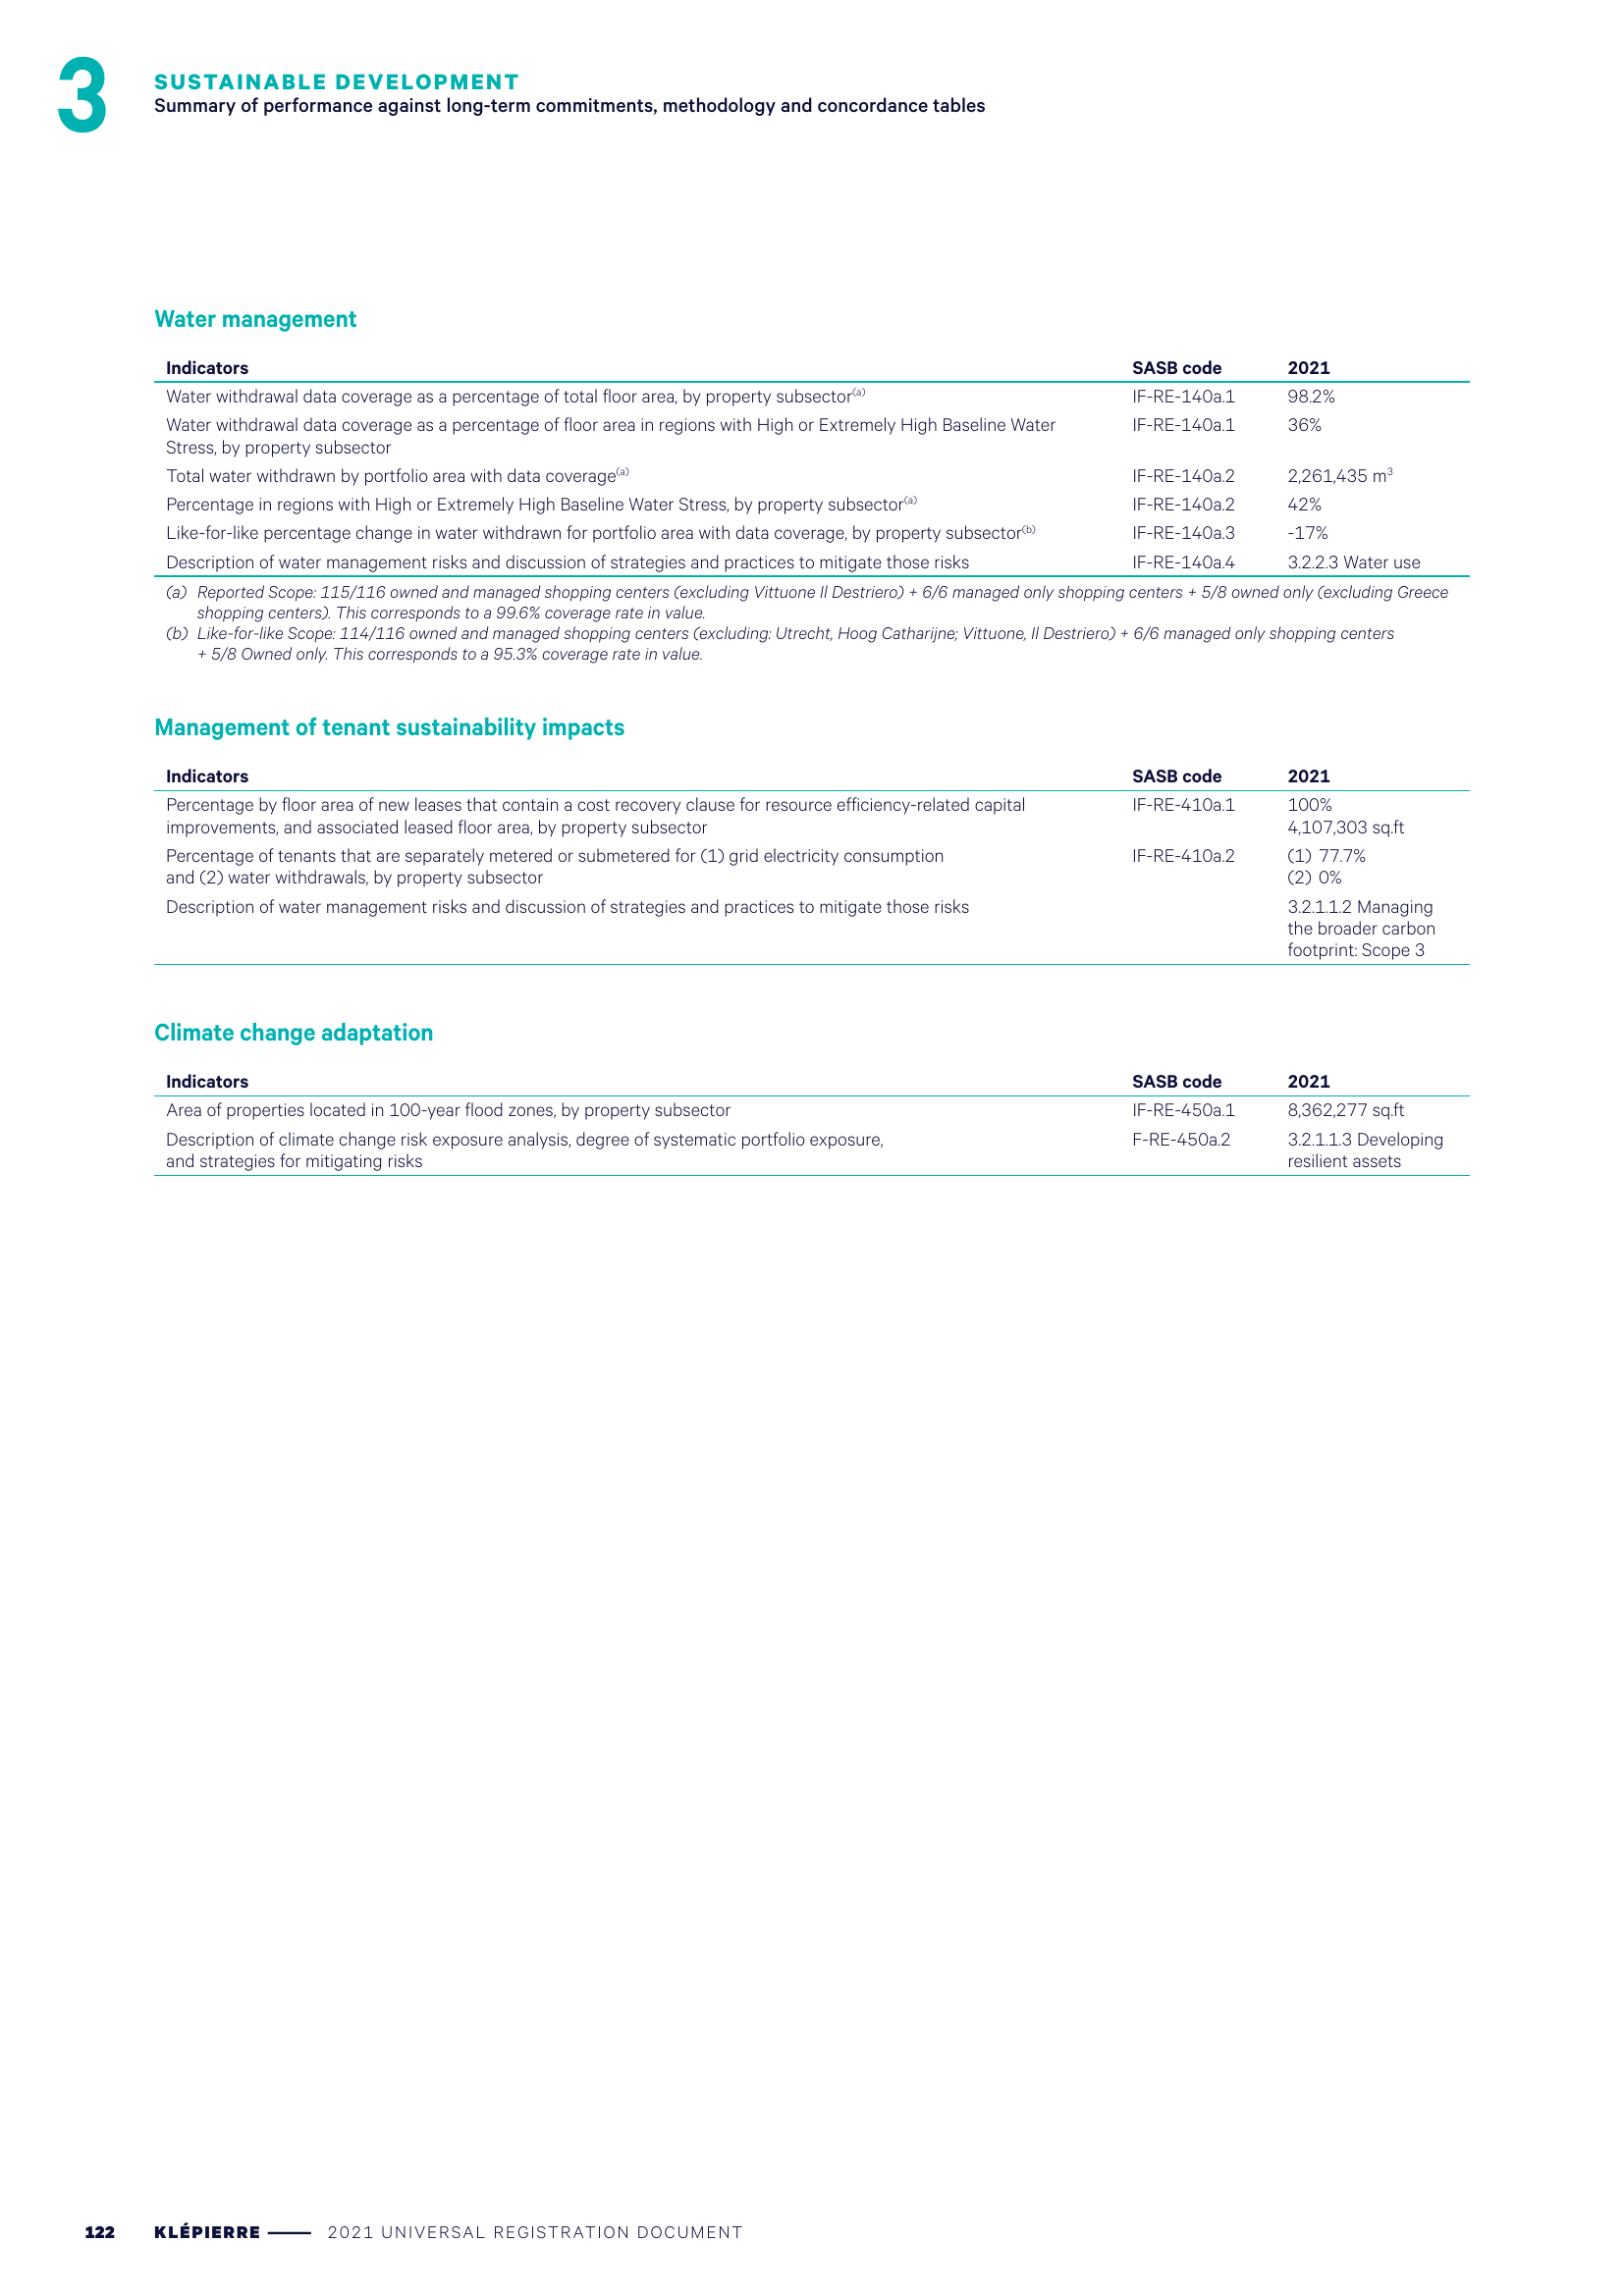 3
SUSTAINABLE DEVELOPMENT
Summary of performance against long-term commitments, methodology and concordance tables
Water management
Indicators SASB code 2021
Water withdrawal data coverage as a percentage of total floor area, by property subsector(a) IF-RE-140a.1 98.2%
Water withdrawal data coverage as a percentage of floor area in regions with High or Extremely High Baseline Water IF-RE-140a.1 36%
Stress, by property subsector
Total water withdrawn by portfolio area with data coverage(a) IF-RE-140a.2 2,261,435 m3
Percentage in regions with High or Extremely High Baseline Water Stress, by property subsector(a) IF-RE-140a.2 42%
Like-for-like percentage change in water withdrawn for portfolio area with data coverage, by property subsector(b) IF-RE-140a.3 -17%
Description of water management risks and discussion of strategies and practices to mitigate those risks IF-RE-140a.4 3.2.2.3 Water use
(a) Reported Scope: 115/116 owned and managed shopping centers (excluding Vittuone Il Destriero) + 6/6 managed only shopping centers + 5/8 owned only (excluding Greece
shopping centers). This corresponds to a 99.6% coverage rate in value.
(b) Like-for-like Scope: 114/116 owned and managed shopping centers (excluding: Utrecht, Hoog Catharijne; Vittuone, Il Destriero) + 6/6 managed only shopping centers
+ 5/8 Owned only. This corresponds to a 95.3% coverage rate in value.
Management of tenant sustainability impacts
Indicators SASB code 2021
Percentage by floor area of new leases that contain a cost recovery clause for resource efficiency-related capital IF-RE-410a.1 100%
improvements, and associated leased floor area, by property subsector 4,107,303 sq.ft
Percentage of tenants that are separately metered or submetered for (1) grid electricity consumption IF-RE-410a.2 (1) 77.7%
and (2) water withdrawals, by property subsector (2) 0%
Description of water management risks and discussion of strategies and practices to mitigate those risks 3.2.1.1.2 Managing
the broader carbon
footprint: Scope 3
Climate change adaptation
Indicators SASB code 2021
Area of properties located in 100-year flood zones, by property subsector IF-RE-450a.1 8,362,277 sq.ft
Description of climate change risk exposure analysis, degree of systematic portfolio exposure, F-RE-450a.2 3.2.1.1.3 Developing
and strategies for mitigating risks resilient assets
122 KLÉPIERRE 2021 UNIVERSAL REGISTRATION DOCUMENT